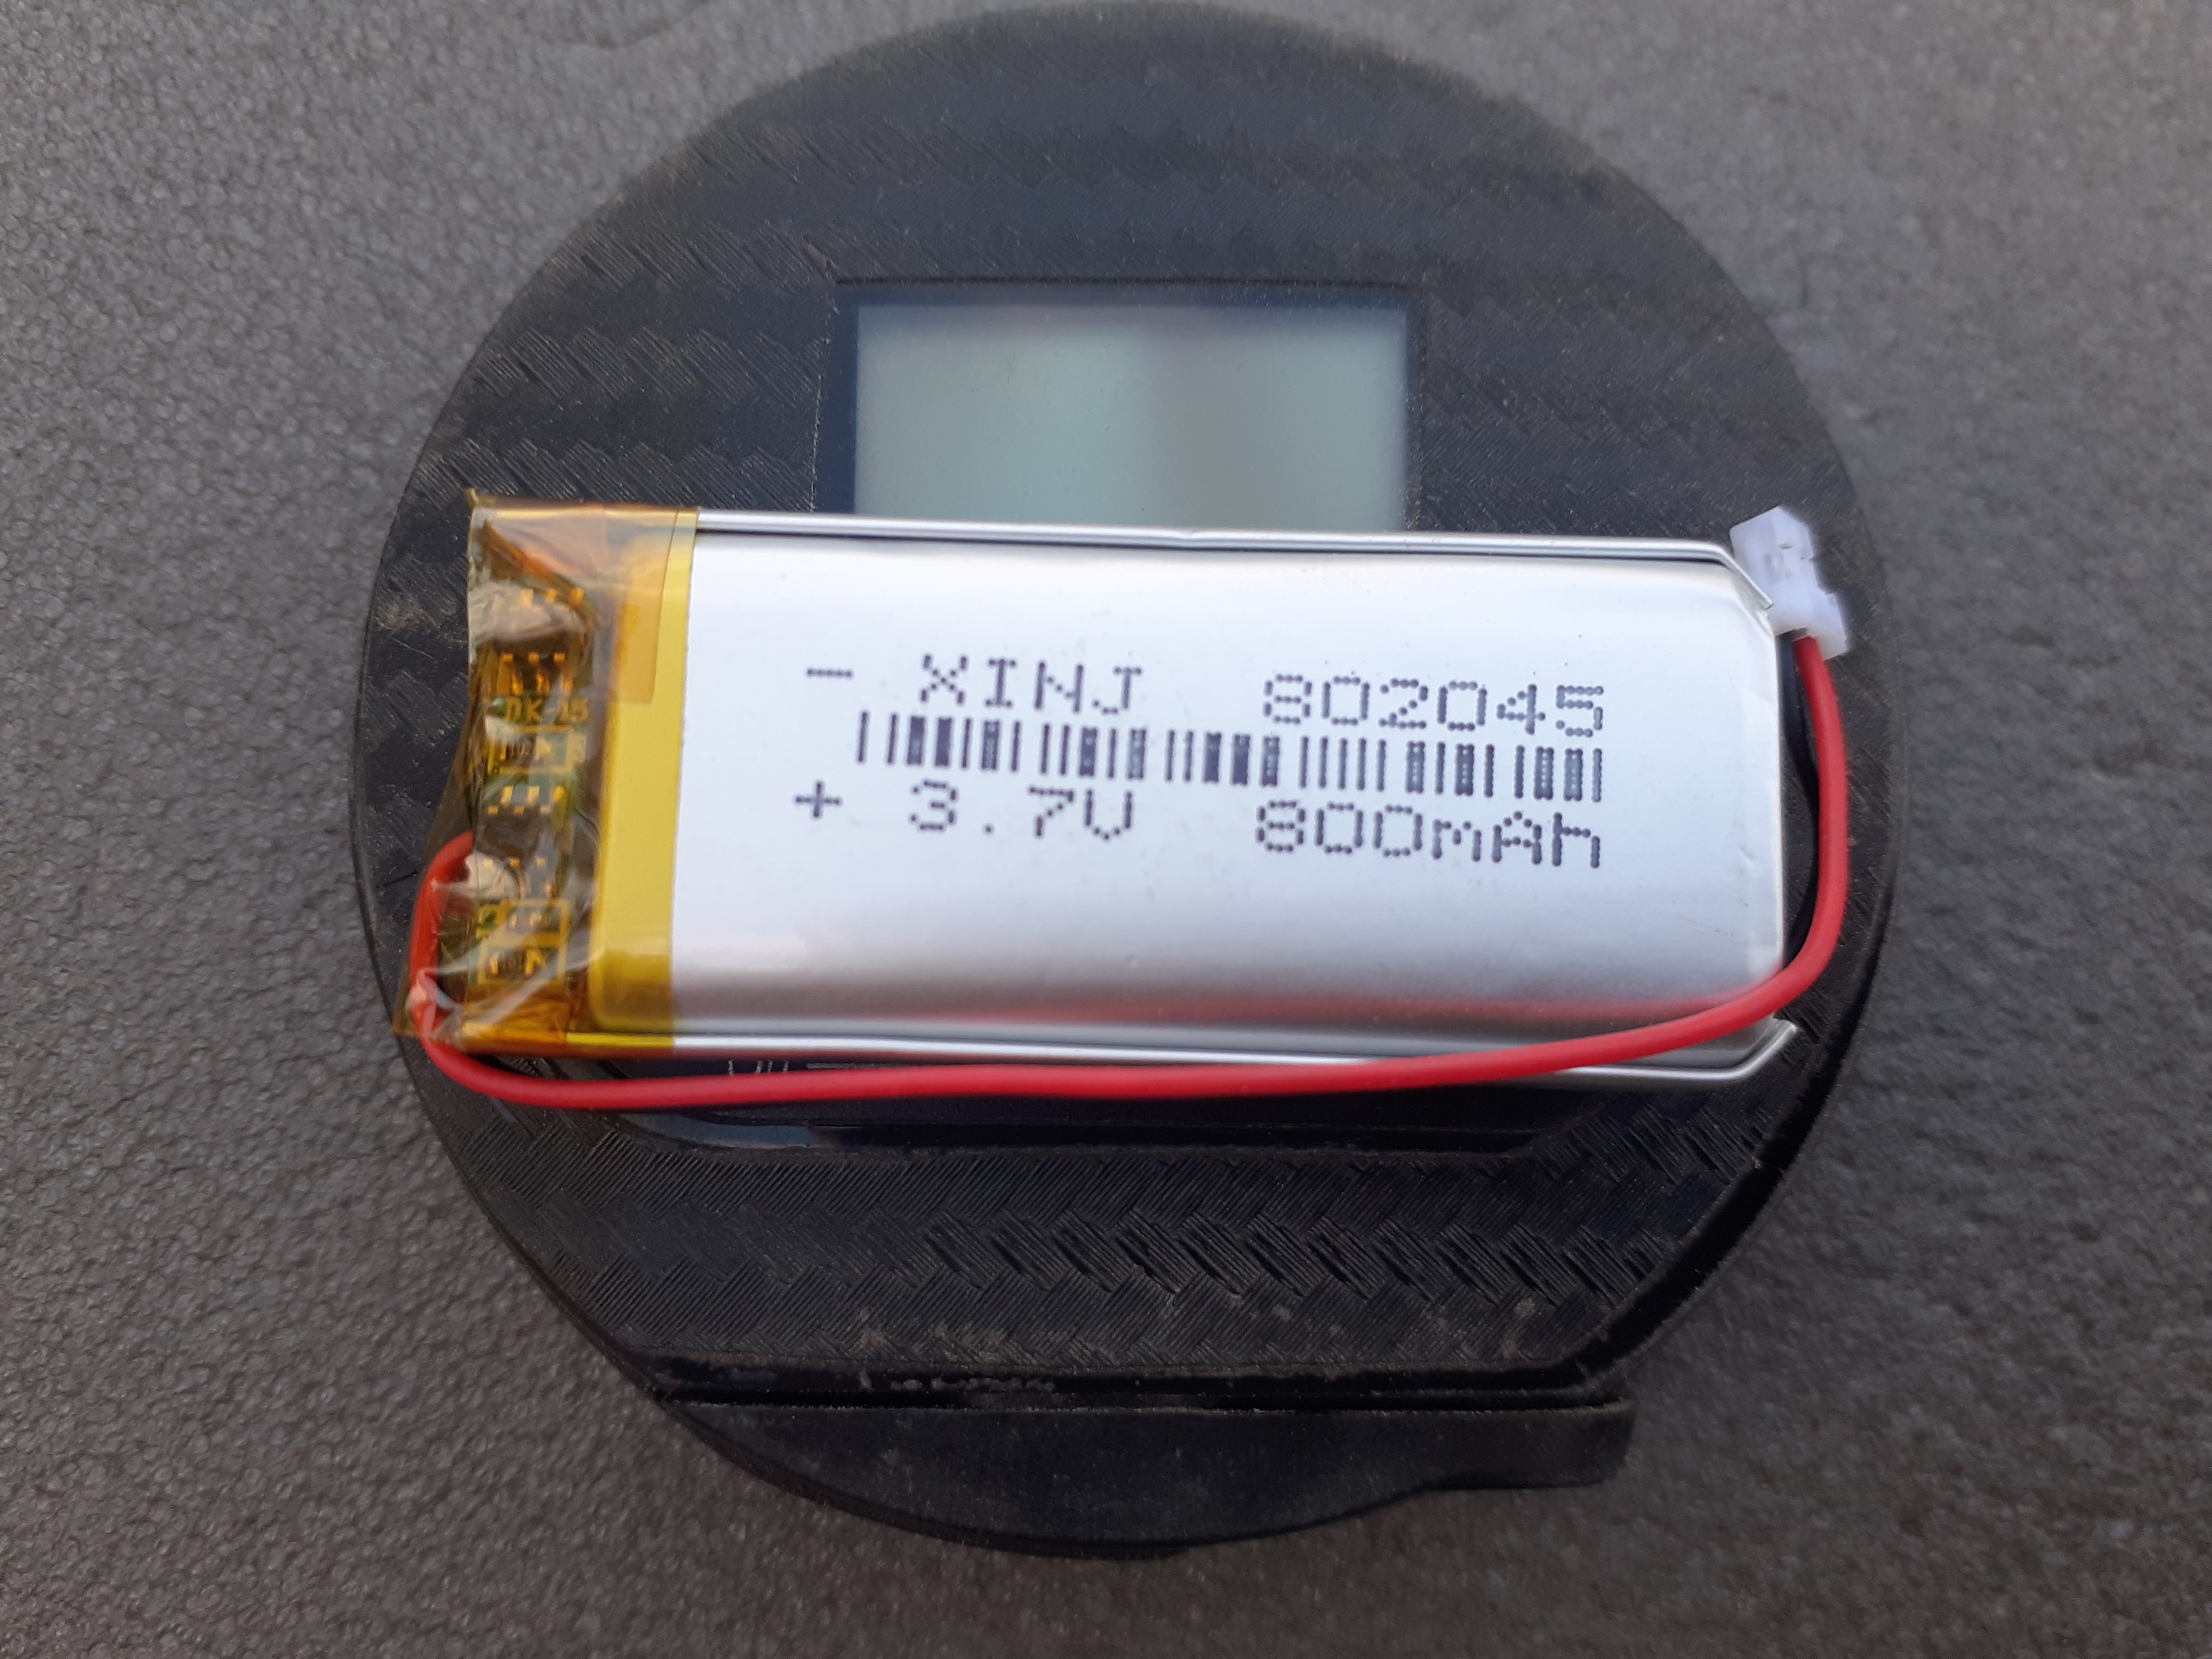 - XINJ 802045
+ 3.7V 800mAh